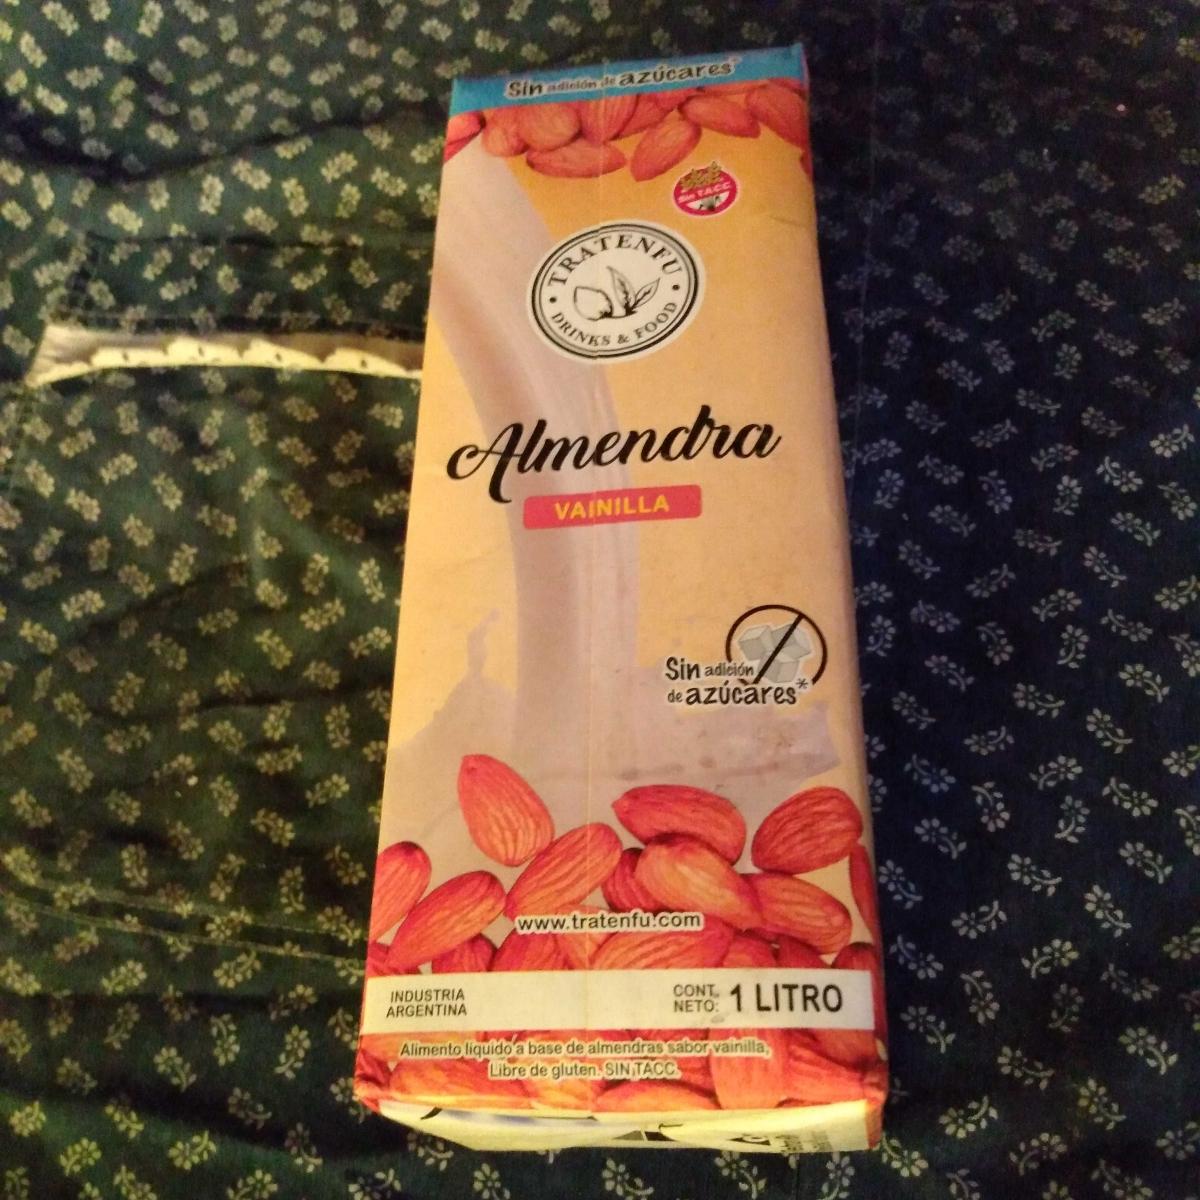 Sin adición de azúcares*
Sin T.A.C.C.
TRATENFU
DRINKS & FOOD
Almendra
VAINILLA
Sin adición
de azúcares*
www.tratenfu.com
INDUSTRIA
ARGENTINA
CONT.
NETO: 1 LITRO
Alimento líquido a base de almendras sabor vainilla,
Libre de gluten. SIN TACC.